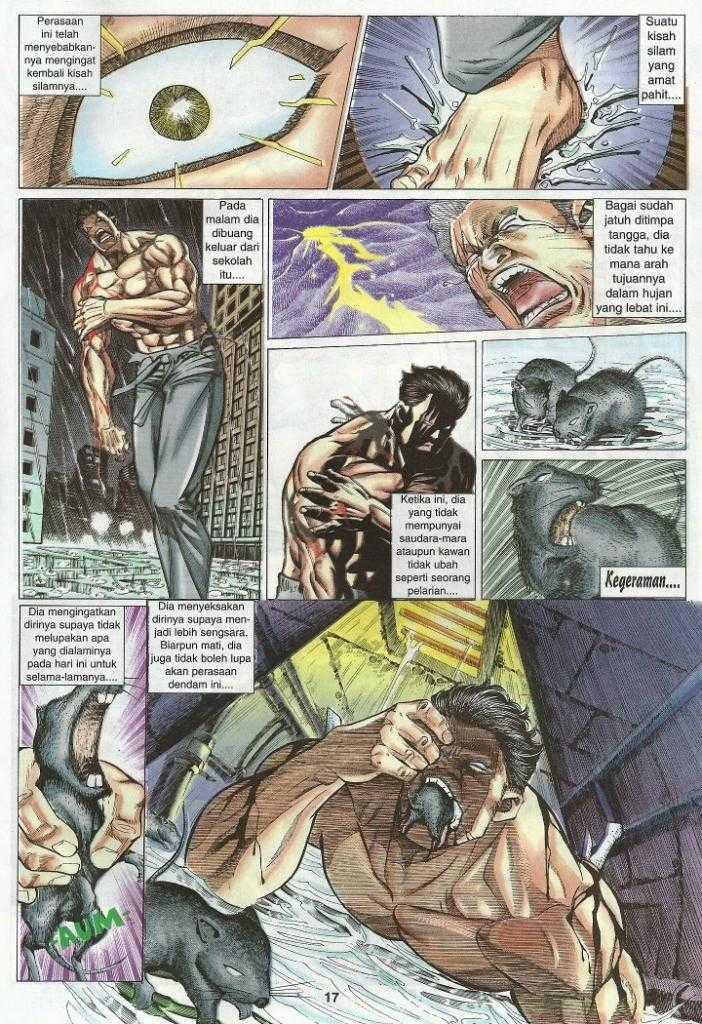 Perasaan
ini telah
menyebabkan-
nya mengingat
kembali kisah
silamnya....
Suatu
kisah
silam
yang
amat
pahit....
Pada
malam dia
dibuang
keluar dari
sekolah
itu....
Bagai sudah
jatuh ditimpa
tangga, dia
tidak tahu ke
mana arah
tujuannya
dalam hujan
yang lebat ini....
Ketika ini, dia
yang tidak
mempunyai
saudara-mara
ataupun kawan
tidak ubah
seperti seorang
pelarian....
Kegeraman....
Dia mengingatkan
dirinya supaya tidak
melupakan apa
yang dialaminya
pada hari ini untuk
selama-lamanya....
Dia menyeksakan
dirinya supaya men-
jadi lebih sengsara.
Biarpun mati, dia
juga tidak boleh lupa
akan perasaan
dendam ini....
AUM
17